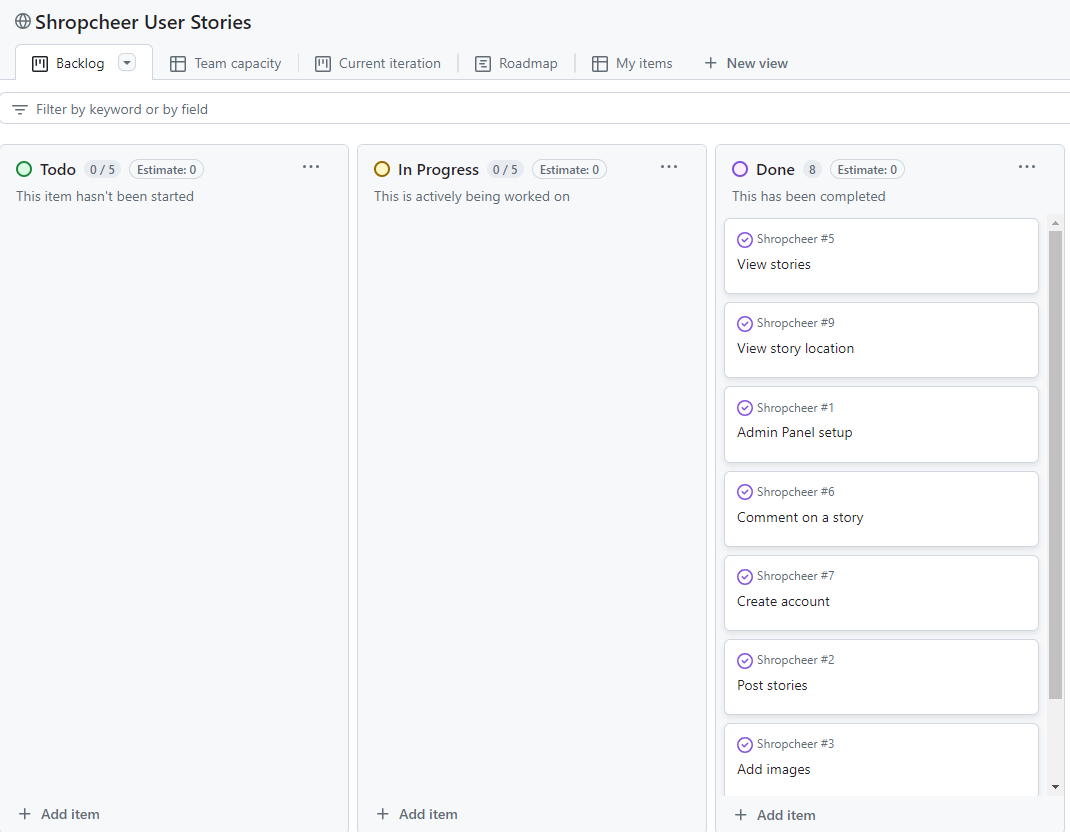 Shropcheer User Stories
Backlog
Team capacity
Current iteration
Roadmap
My items
New view
Filter by keyword or by field
Todo 0 / 5 Estimate: 0
This item hasn't been started
Add item
In Progress 0 / 5 Estimate: 0
This is actively being worked on
Add item
Done 8 Estimate: 0
This has been completed
Shropcheer #5
View stories
Shropcheer #9
View story location
Shropcheer #1
Admin Panel setup
Shropcheer #6
Comment on a story
Shropcheer #7
Create account
Shropcheer #2
Post stories
Shropcheer #3
Add images
Add item